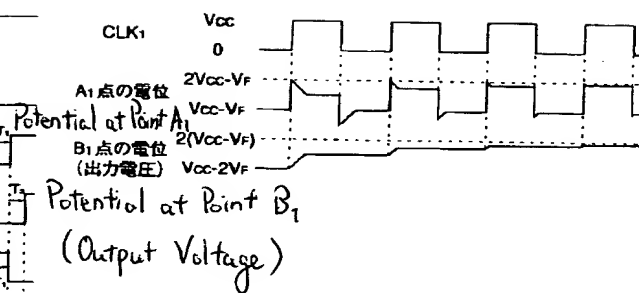 CLK₁
Vcc
0
A₁点の電位
2Vcc-VF
Potential at Point A₁
Vcc-VF
B₁点の電位
2(Vcc-VF)
(出力電圧)
Vcc-2VF
T₁
T₁
Potential at Point B₁
(Output Voltage)